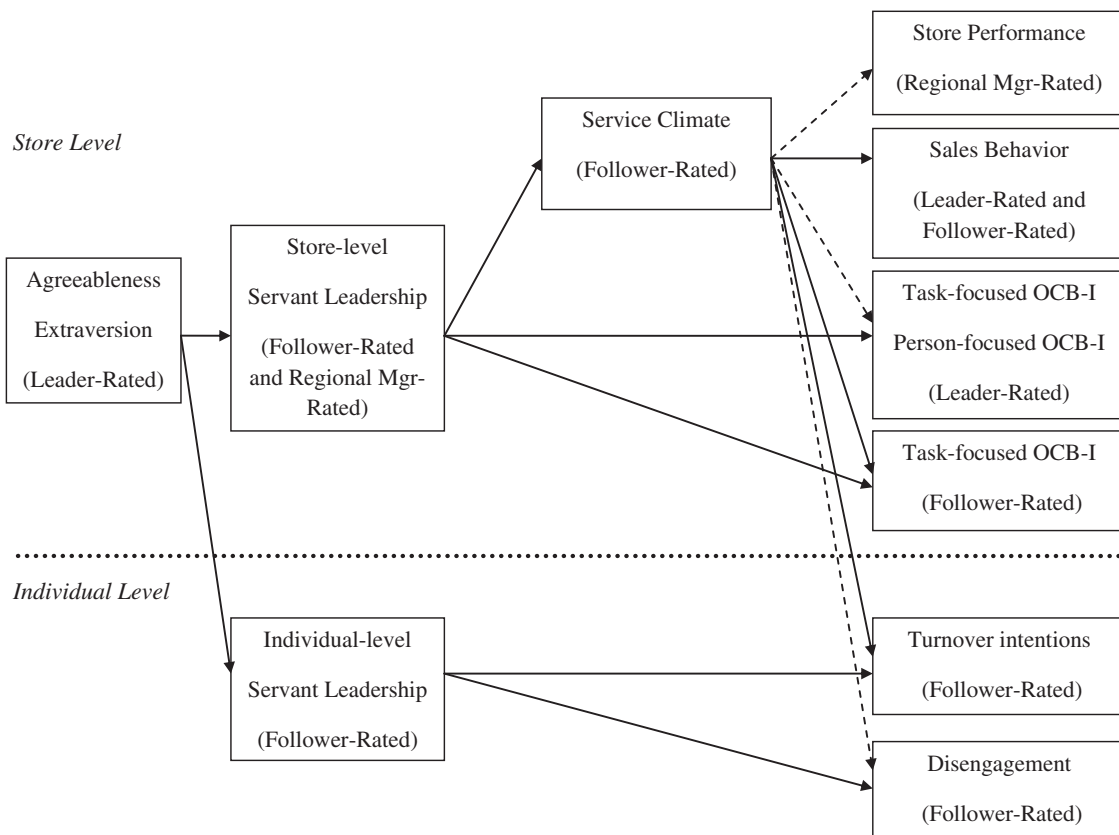 Store Performance
(Regional Mgr-Rated)
Service Climate
(Follower-Rated)
Store Level
Sales Behavior
(Leader-Rated and
Follower-Rated)
Store-level
Servant Leadership
(Follower-Rated
and Regional Mgr-
Rated)
Agreeableness
Extraversion
(Leader-Rated)
Task-focused OCB-I
Person-focused OCB-I
(Leader-Rated)
Task-focused OCB-I
(Follower-Rated)
Individual Level
Individual-level
Servant Leadership
(Follower-Rated)
Turnover intentions
(Follower-Rated)
Disengagement
(Follower-Rated)